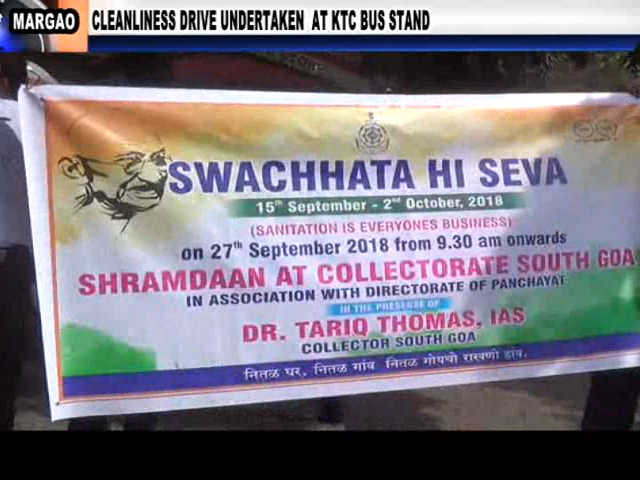 MARGAO
CLEANLINESS DRIVE UNDERTAKEN AT KTC BUS STAND
SWACHHATA HI SEVA
15th September - 2nd October, 2018
(SANITATION IS EVERYONES BUSINESS)
on 27th September 2018 from 9.30 am onwards
SHRAMDAAN AT COLLECTORATE SOUTH GOA
IN ASSOCIATION WITH DIRECTORATE OF PANCHAYAT
IN THE PRESENCE OF
DR. TARIQ THOMAS, IAS
COLLECTOR SOUTH GOA
नितळ घर, नितळ गांव नितळ गोंयची राखणी हांव.